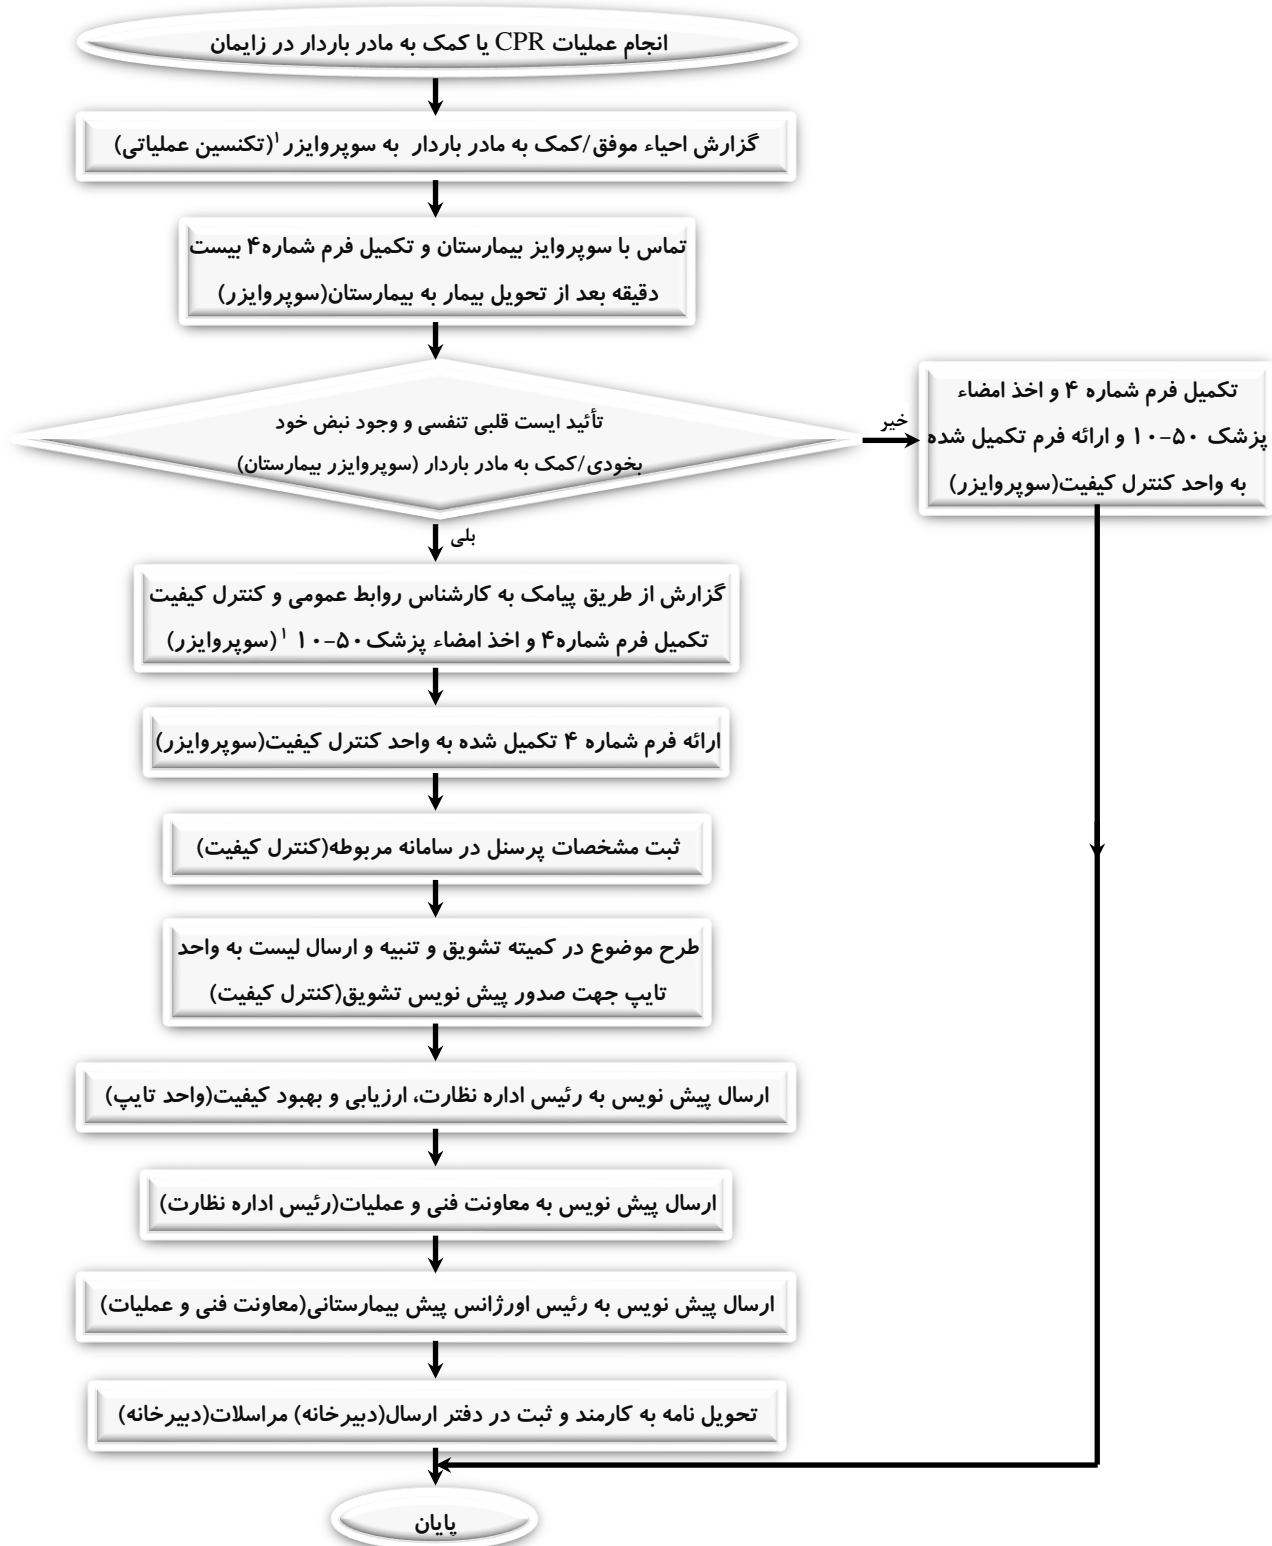 انجام عملیات CPR یا کمک به مادر باردار در زایمان
گزارش احیاء موفق/کمک به مادر باردار به سوپروایزر۱(تکنسین عملیاتی)
تماس با سوپروایز بیمارستان و تکمیل فرم شماره۴ بیست
دقیقه بعد از تحویل بیمار به بیمارستان(سوپروایزر)
تأئید ایست قلبی تنفسی و وجود نبض خود
بخودی/کمک به مادر باردار (سوپروایزر بیمارستان)
خیر
تکمیل فرم شماره ۴ و اخذ امضاء
پزشک ۵۰-۱۰ و ارائه فرم تکمیل شده
به واحد کنترل کیفیت(سوپروایزر)
بلی
گزارش از طریق پیامک به کارشناس روابط عمومی و کنترل کیفیت
تکمیل فرم شماره۴ و اخذ امضاء پزشک۵۰-۱۰ ۱(سوپروایزر)
ارائه فرم شماره ۴ تکمیل شده به واحد کنترل کیفیت(سوپروایزر)
ثبت مشخصات پرسنل در سامانه مربوطه(کنترل کیفیت)
طرح موضوع در کمیته تشویق و تنبیه و ارسال لیست به واحد
تایپ جهت صدور پیش نویس تشویق(کنترل کیفیت)
ارسال پیش نویس به رئیس اداره نظارت، ارزیابی و بهبود کیفیت(واحد تایپ)
ارسال پیش نویس به معاونت فنی و عملیات(رئیس اداره نظارت)
ارسال پیش نویس به رئیس اورژانس پیش بیمارستانی(معاونت فنی و عملیات)
تحویل نامه به کارمند و ثبت در دفتر ارسال(دبیرخانه) مراسلات(دبیرخانه)
پایان